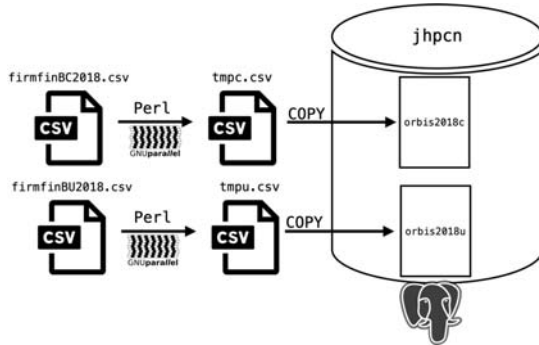 jhpcn
firmfinBC2018.csv
tmpc.csv
Perl
COPY
CSV
CSV
GNUparallel
orbis2018c
firmfinBU2018.csv
tmpu.csv
Perl
COPY
CSV
CSV
GNUparallel
orbis2018u